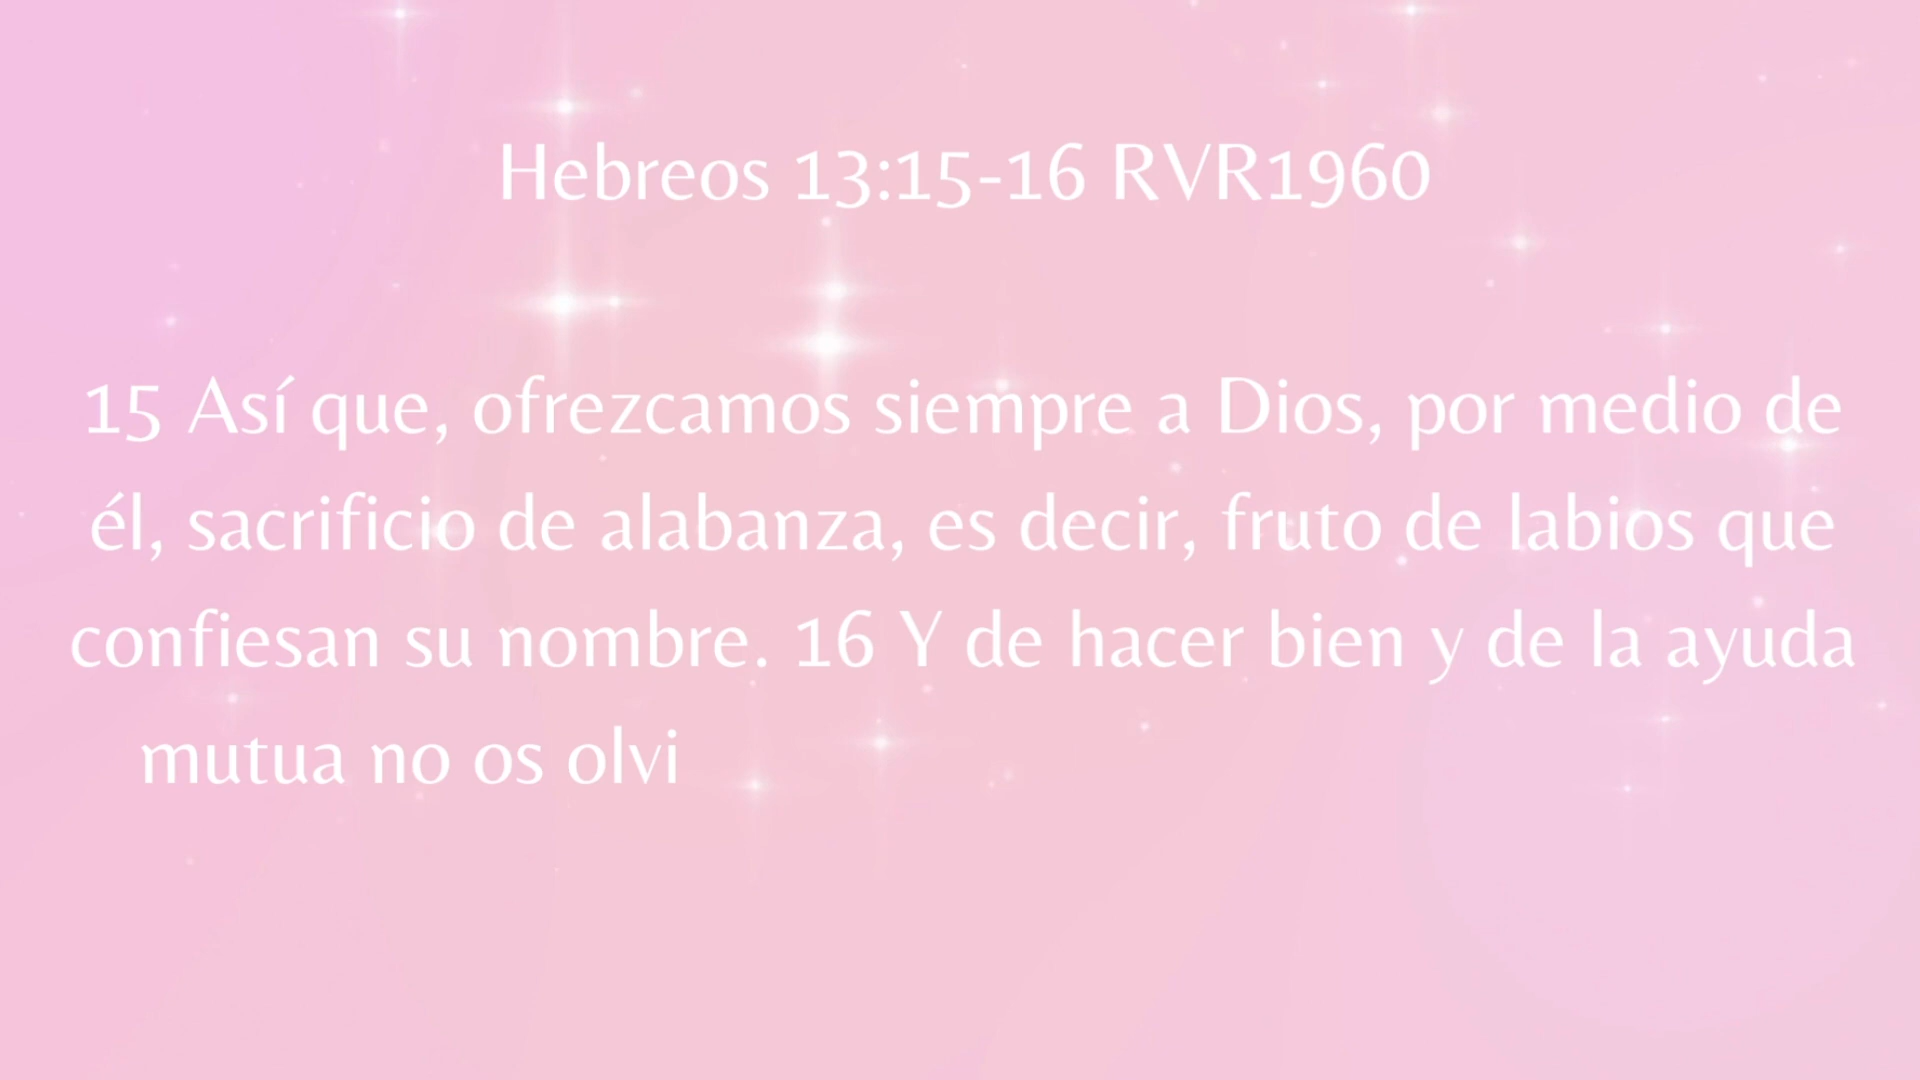 Hebreos 13:15-16 RVR1960
15 Así que, ofrezcamos siempre a Dios, por medio de
él, sacrificio de alabanza, es decir, fruto de labios que
confiesan su nombre. 16 Y de hacer bien y de la ayuda
mutua no os olvi